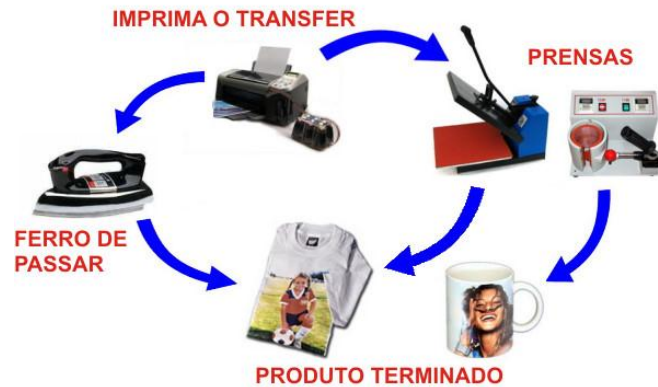 IMPRIMA O TRANSFER
PRENSAS
FERRO DE
PASSAR
PRODUTO TERMINADO